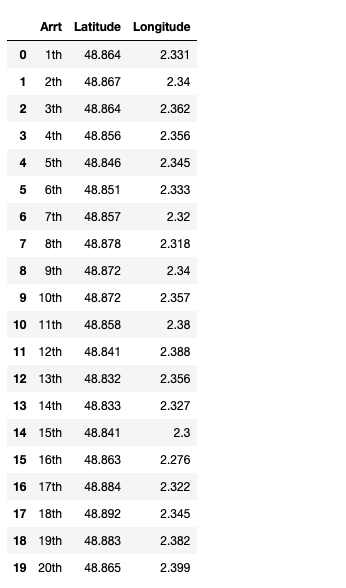 Arrt Latitude Longitude
0 1th 48.864 2.331
1 2th 48.867 2.34
2 3th 48.864 2.362
3 4th 48.856 2.356
4 5th 48.846 2.345
5 6th 48.851 2.333
6 7th 48.857 2.32
7 8th 48.878 2.318
8 9th 48.872 2.34
9 10th 48.872 2.357
10 11th 48.858 2.38
11 12th 48.841 2.388
12 13th 48.832 2.356
13 14th 48.833 2.327
14 15th 48.841 2.3
15 16th 48.863 2.276
16 17th 48.884 2.322
17 18th 48.892 2.345
18 19th 48.883 2.382
19 20th 48.865 2.399